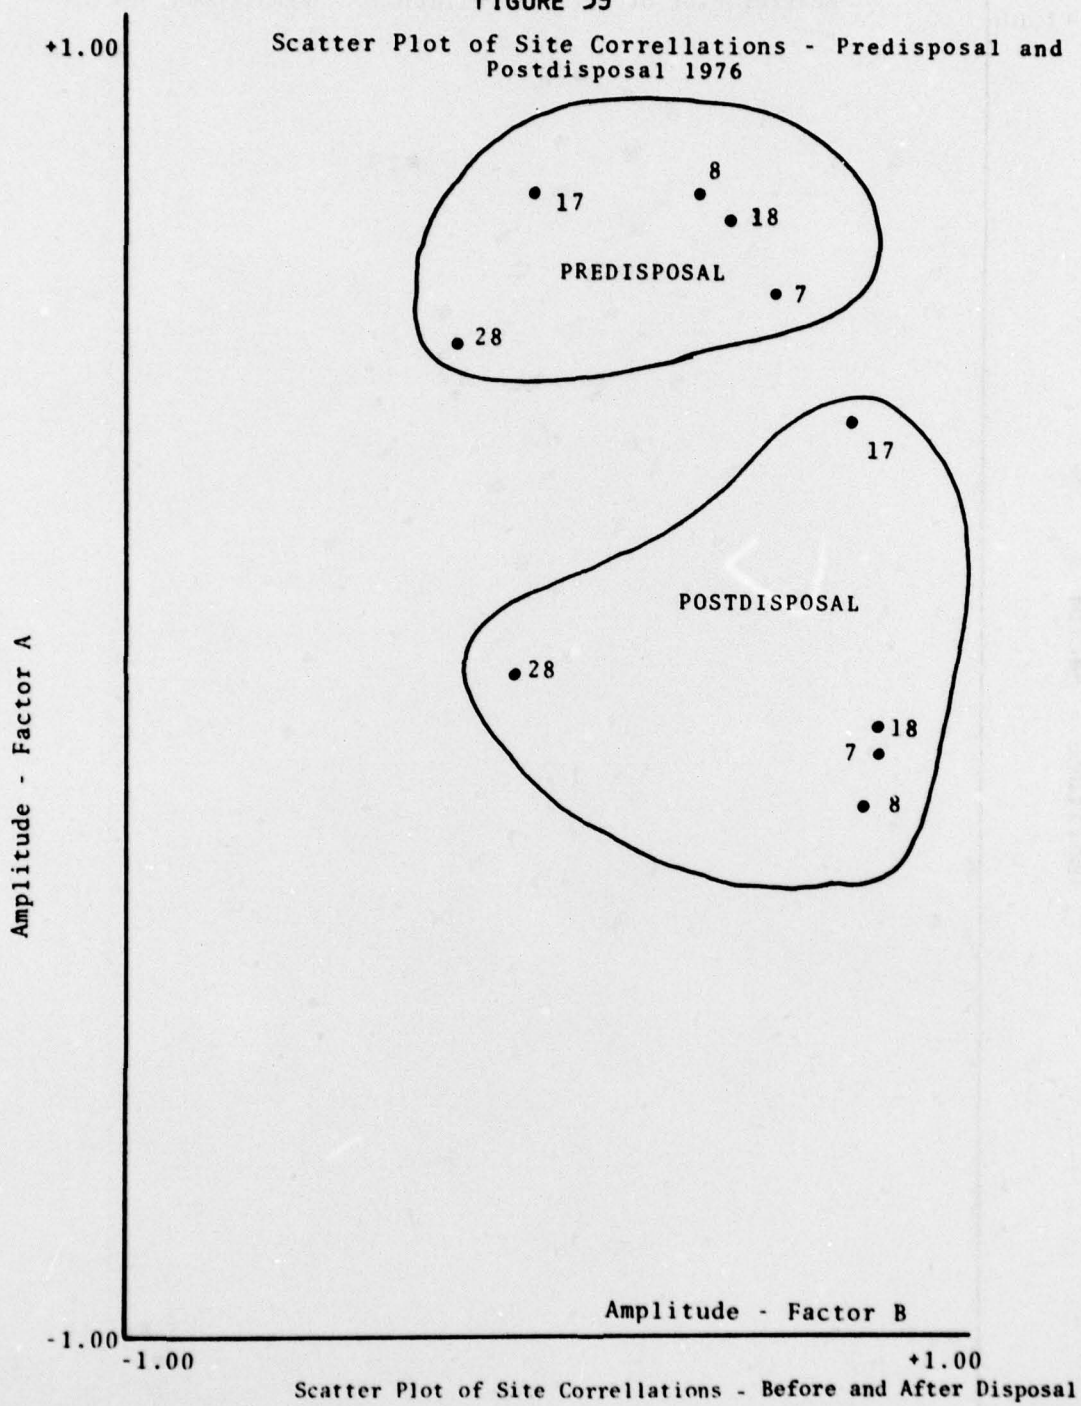 FIGURE 59
+1.00
Scatter Plot of Site Correllations - Predisposal and
Postdisposal 1976
8
17
18
PREDISPOSAL
7
28
17
POSTDISPOSAL
28
18
7
8
Amplitude - Factor A
Amplitude - Factor B
-1.00
-1.00
+1.00
Scatter Plot of Site Correllations - Before and After Disposal